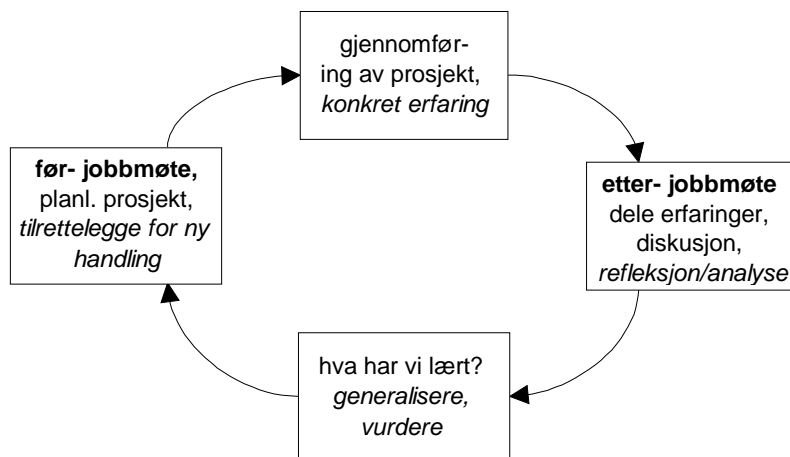 gjennomfør-
ing av prosjekt,
konkret erfaring
før- jobbmøte,
planl. prosjekt,
tilrettelegge for ny
handling
etter- jobbmøte
dele erfaringer,
diskusjon,
refleksjon/analyse
hva har vi lært?
generalisere,
vurdere